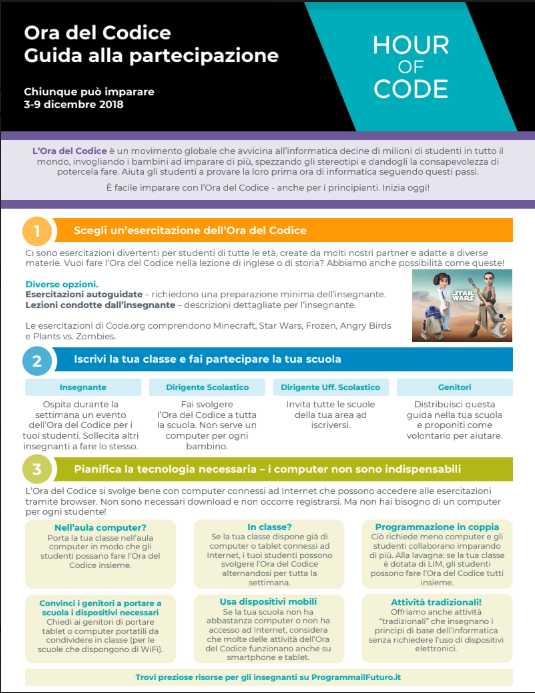 Ora del Codice
Guida alla partecipazione
Chiunque può imparare
3-9 dicembre 2018
HOUR
OF
CODE
L'Ora del Codice è un movimento globale che avvicina all'informatica decine di milioni di studenti in tutto il
mondo, invogliando i bambini ad imparare di più, spezzando gli stereotipi e dandogli la consapevolezza di
potercela fare. Aiuta gli studenti a provare la loro prima ora di informatica seguendo questi passi.
È facile imparare con l'Ora del Codice - anche per i principianti. Inizia oggi!
1 Scegli un'esercitazione dell'Ora del Codice
Ci sono esercitazioni divertenti per studenti di tutte le età, create da molti nostri partner e adatte a diverse
materie. Vuoi fare l'Ora del Codice nella lezione di inglese o di storia? Abbiamo anche possibilità come queste!
Diverse opzioni.
Esercitazioni autoguidate – richiedono una preparazione minima dell'insegnante.
Lezioni condotte dall'insegnante – descrizioni dettagliate per l'insegnante.
Le esercitazioni di Code.org comprendono Minecraft, Star Wars, Frozen, Angry Birds
e Plants vs. Zombies.
STAR
WARS
2 Iscrivi la tua classe e fai partecipare la tua scuola
Insegnante
Ospita durante la
settimana un evento
dell'Ora del Codice per i
tuoi studenti. Sollecita altri
insegnanti a fare lo stesso.
Dirigente Scolastico
Fai svolgere
l'Ora del Codice a tutta
la scuola. Non serve un
computer per ogni
bambino.
Dirigente Uff. Scolastico
Invita tutte le scuole
della tua area ad
iscriversi.
Genitori
Distribuisci questa
guida nella tua scuola
e proponiti come
volontario per aiutare.
3 Pianifica la tecnologia necessaria – i computer non sono indispensabili
L'Ora del Codice si svolge bene con computer connessi ad Internet che possono accedere alle esercitazioni
tramite browser. Non sono necessari download e non occorre registrarsi. Ma non hai bisogno di un computer
per ogni studente!
Nell'aula computer?
Porta la tua classe nell'aula
computer in modo che gli
studenti possano fare l'Ora del
Codice insieme.
In classe?
Se la tua classe dispone già di
computer o tablet connessi ad
Internet, i tuoi studenti possono
svolgere l'Ora del Codice
alternandosi per tutta la
settimana.
Programmazione in coppia
Ciò richiede meno computer e gli
studenti collaborano imparando
di più. Alla lavagna: se la tua classe
è dotata di LIM, gli studenti
possono fare l'Ora del Codice tutti
insieme.
Convinci i genitori a portare a
scuola i dispositivi necessari
Chiedi ai genitori di portare
tablet o computer portatili da
condividere in classe (per le
scuole che dispongono di WiFi).
Usa dispositivi mobili
Se la tua scuola non ha
abbastanza computer o non ha
accesso ad Internet, considera
che molte delle attività dell'Ora
del Codice funzionano anche su
smartphone e tablet.
Attività tradizionali!
Offriamo anche attività
"tradizionali" che insegnano i
principi di base dell'informatica
senza richiedere l'uso di dispositivi
elettronici.
Trovi preziose risorse per gli insegnanti su ProgrammailFuturo.it